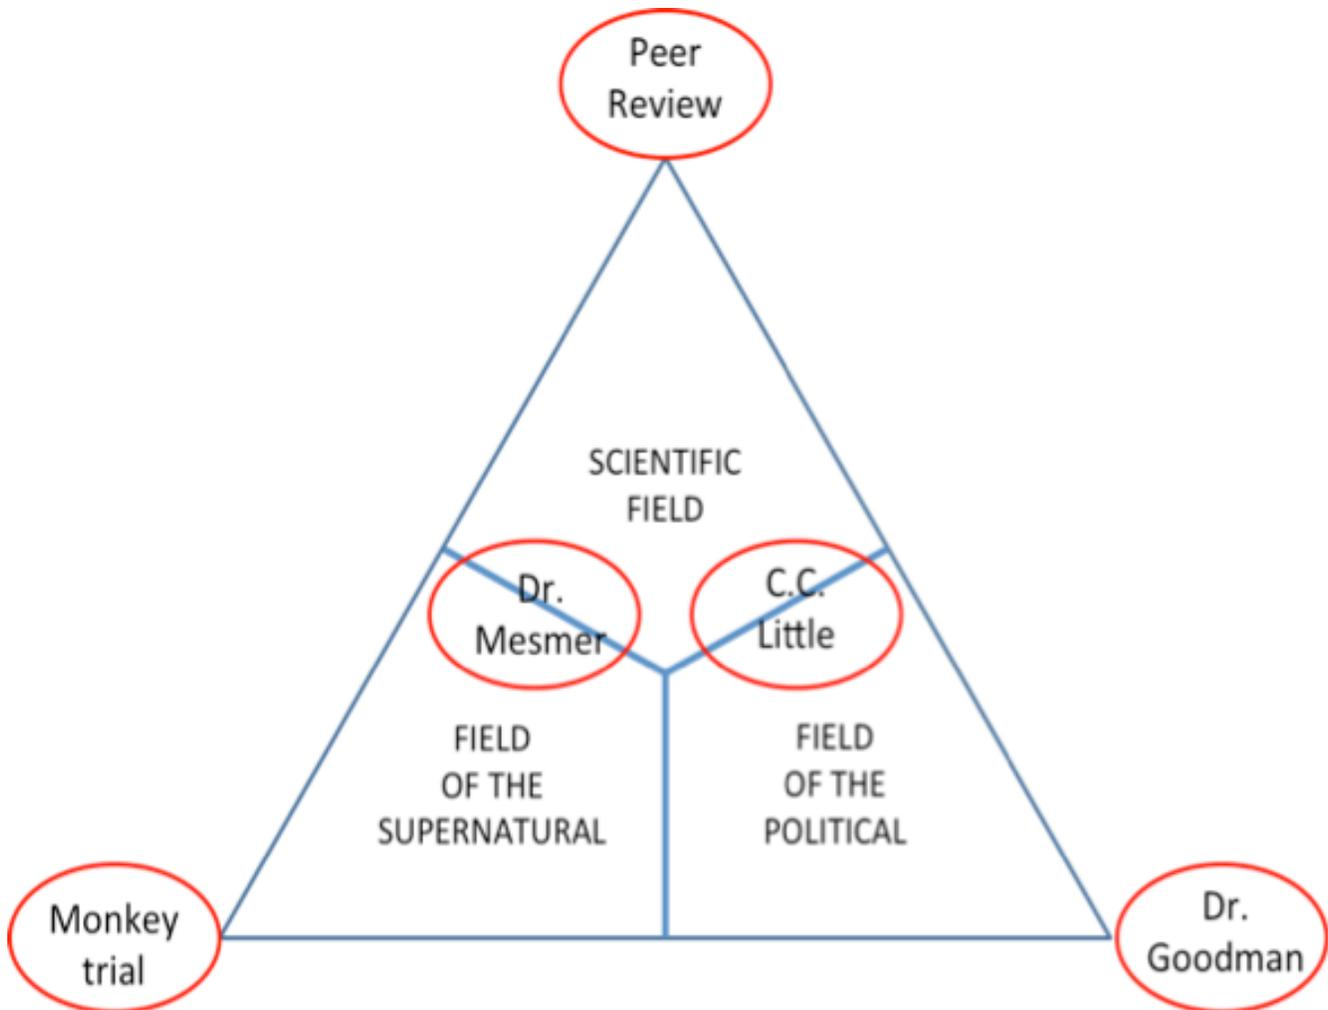 Peer
Review
SCIENTIFIC
FIELD
Dr.
Mesmer
C.C.
Little
FIELD
OF THE
SUPERNATURAL
FIELD
OF THE
POLITICAL
Monkey
trial
Dr.
Goodman